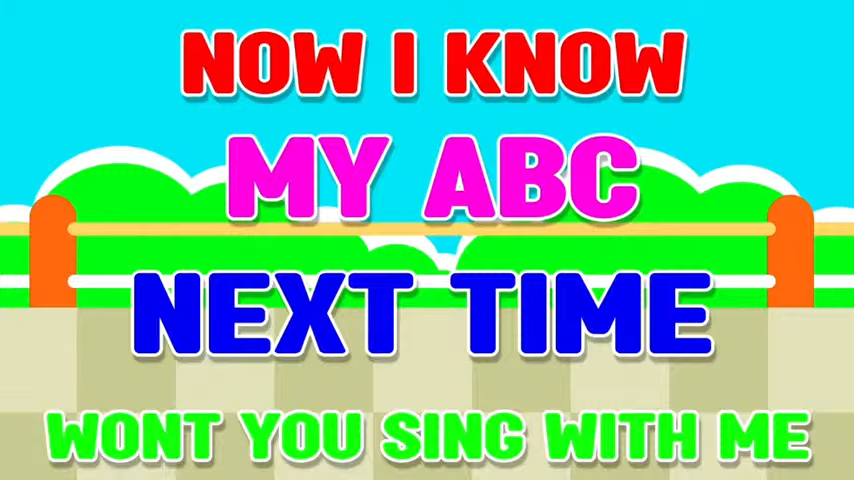 NOW I KNOW
MY ABC
NEXT TIME
WONT YOU SING WITH ME